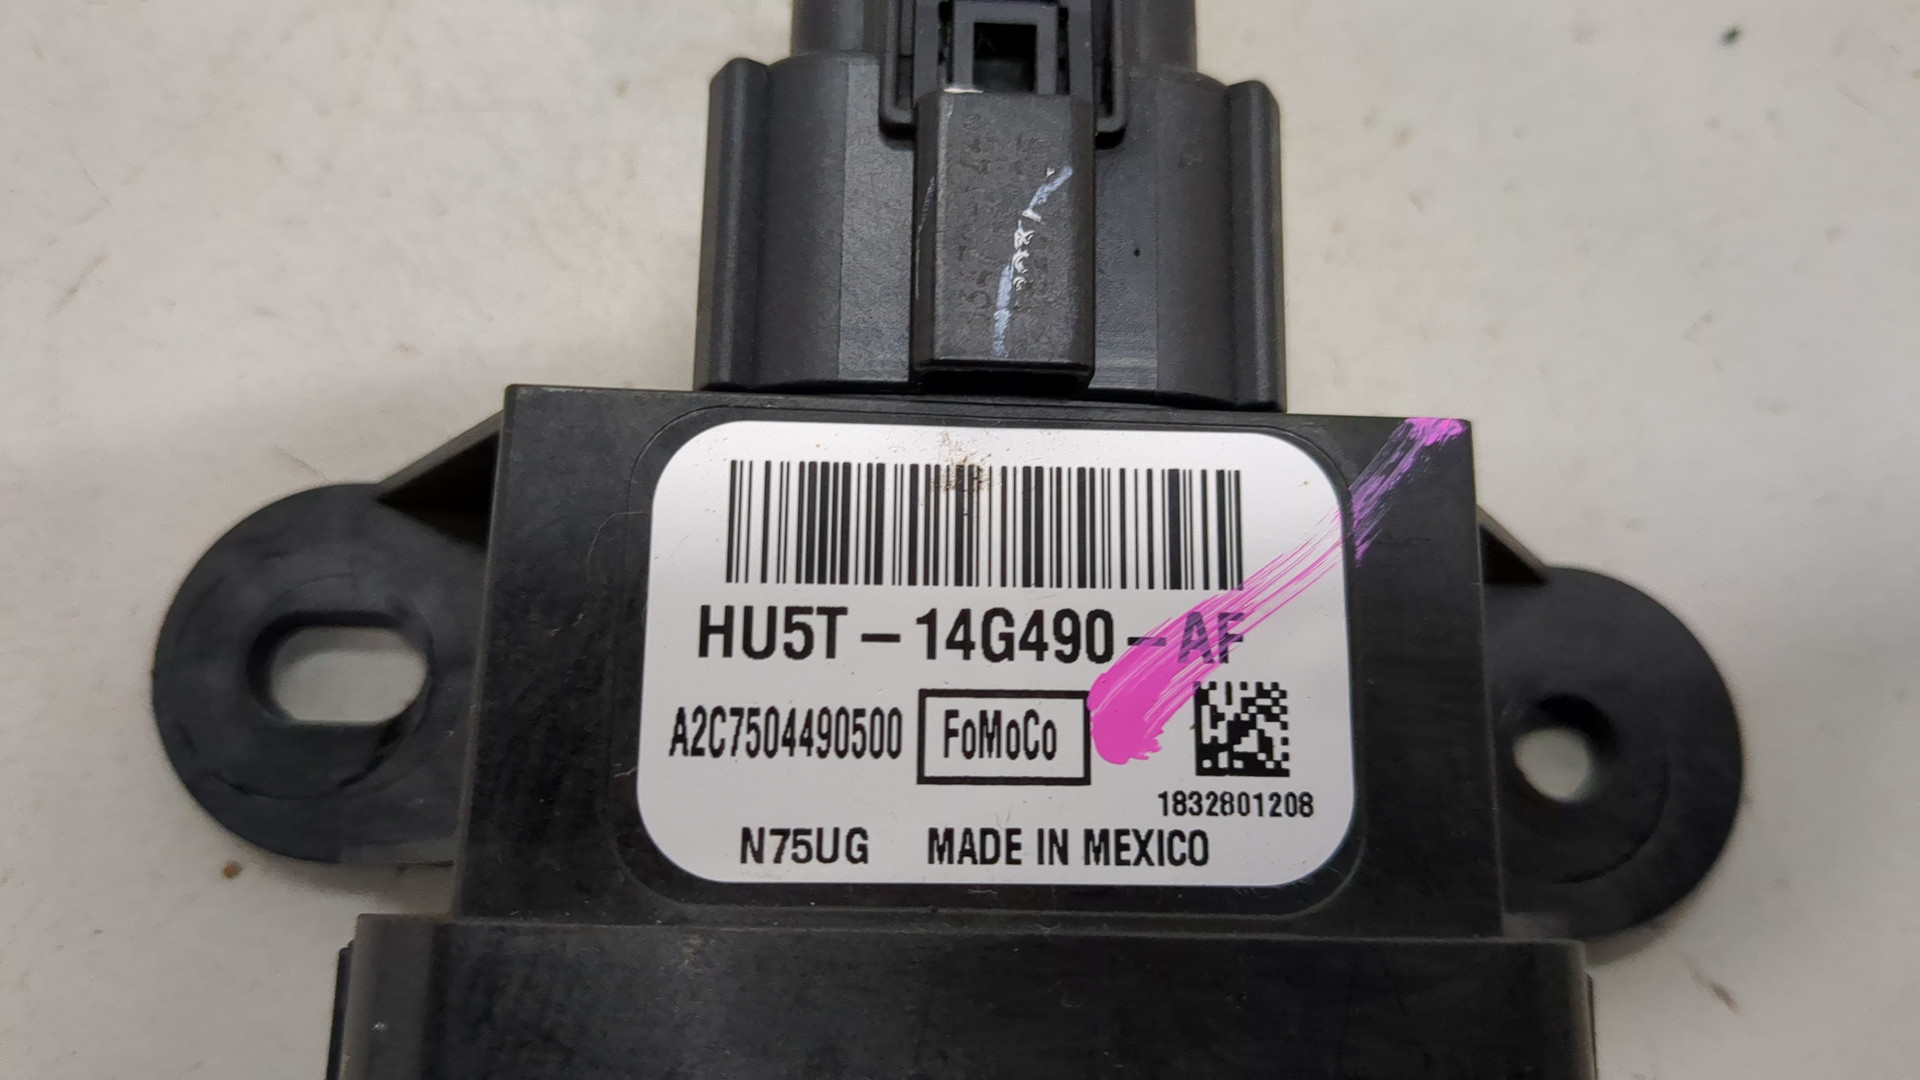 HU5T-14G490-AF
A2C7504490500 FoMoCo
1832801208
N75UG MADE IN MEXICO